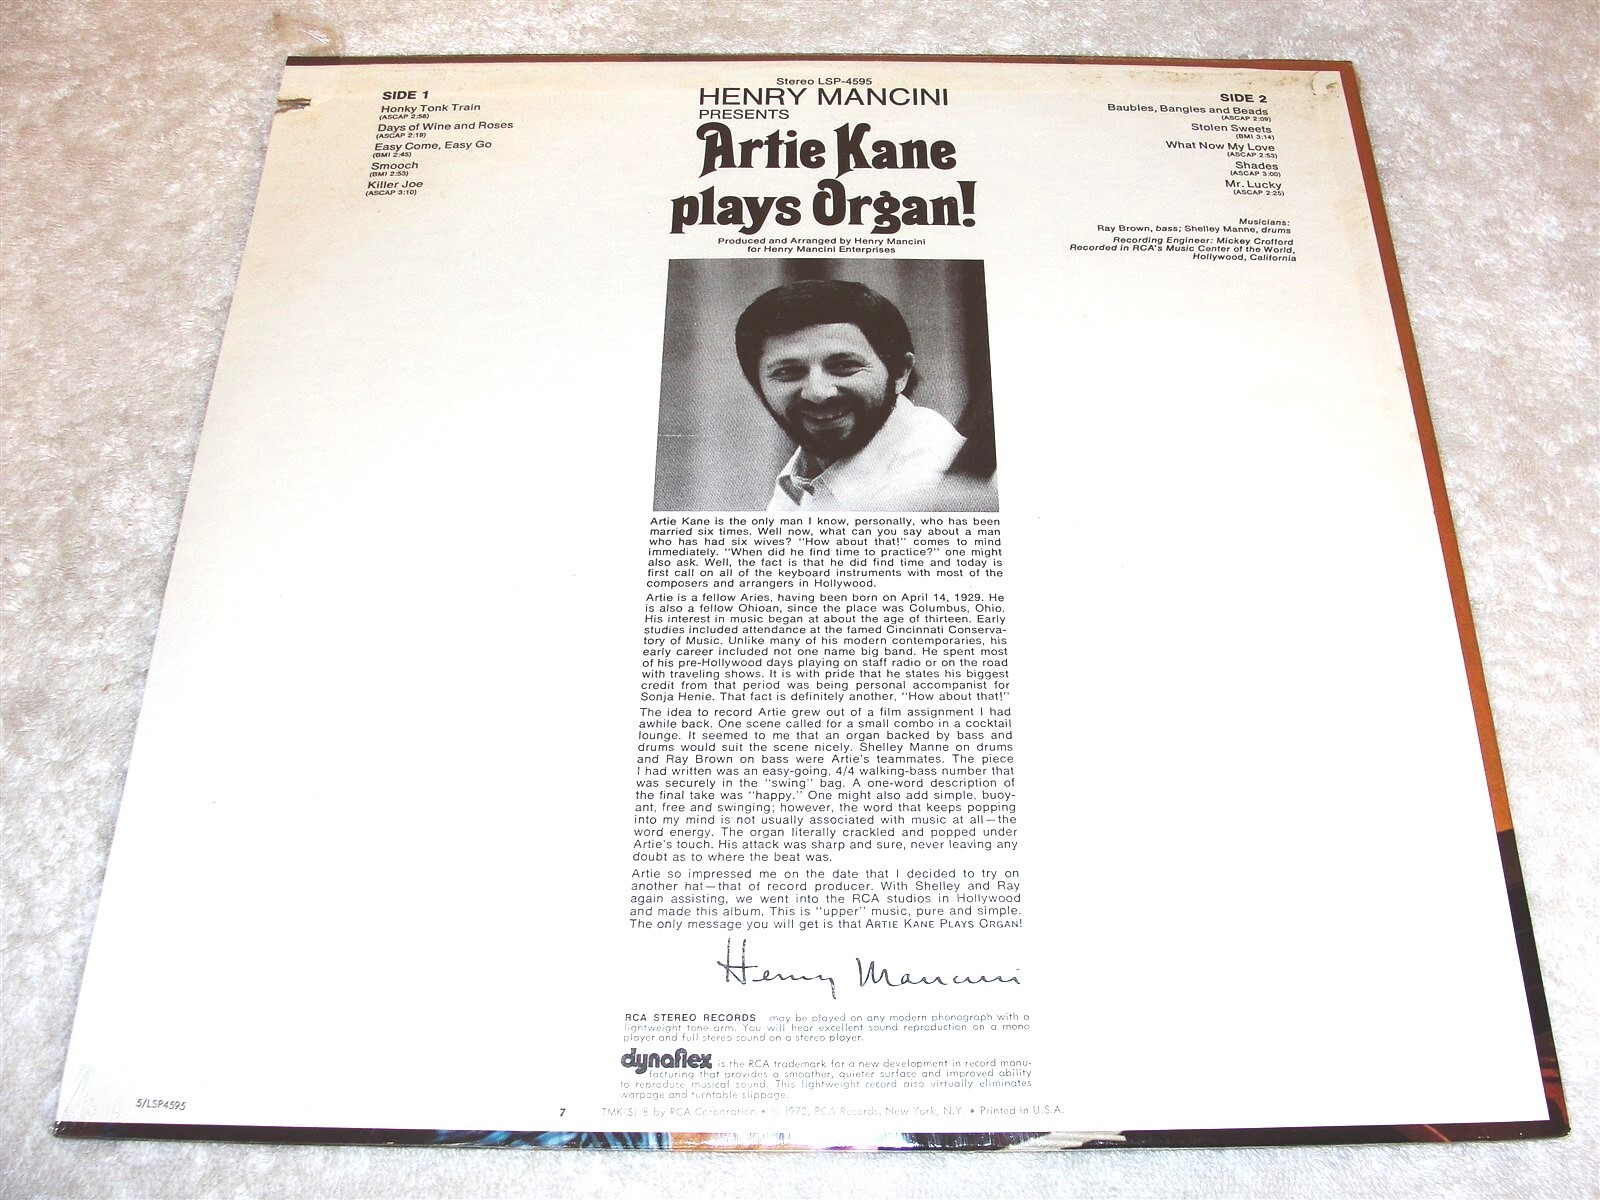 Stereo LSP-4595
HENRY MANCINI
PRESENTS
Artie Kane
plays Organ!
Produced and Arranged by Henry Mancini
for Henry Mancini Enterprises
SIDE 1
Honky Tonk Train
(ASCAP 2:58)
Days of Wine and Roses
(ASCAP 2:19)
Easy Come, Easy Go
(BMI 2:45)
Smooch
(BMI 2:53)
Killer Joe
(ASCAP 3:10)
SIDE 2
Baubles, Bangles and Beads
(ASCAP 2:09)
Stolen Sweets
(BMI 3:14)
What Now My Love
(ASCAP 2:53)
Shades
(ASCAP 3:00)
Mr. Lucky
(ASCAP 2:25)
Musicians:
Ray Brown, bass; Shelley Manne, drums
Recording Engineer: Mickey Crofford
Recorded in RCA's Music Center of the World,
Hollywood, California
Artie Kane is the only man I know, personally, who has been
married six times. Well now, what can you say about a man
who has had six wives? "How about that!" comes to mind
immediately. "When did he find time to practice?" one might
also ask. Well, the fact is that he did find time and today is
first call on all of the keyboard instruments with most of the
composers and arrangers in Hollywood.
Artie is a fellow Aries, having been born on April 14, 1929. He
is also a fellow Ohioan, since the place was Columbus, Ohio.
His interest in music began at about the age of thirteen. Early
studies included attendance at the famed Cincinnati Conserva-
tory of Music. Unlike many of his modern contemporaries, his
early career included not one name big band. He spent most
of his pre-Hollywood days playing on staff radio or on the road
with traveling shows. It is with pride that he states his biggest
credit from that period was being personal accompanist for
Sonja Henie. That fact is definitely another, "How about that!"
The idea to record Artie grew out of a film assignment I had
awhile back. One scene called for a small combo in a cocktail
lounge. It seemed to me that an organ backed by bass and
drums would suit the scene nicely. Shelley Manne on drums
and Ray Brown on bass were Artie's teammates. The piece
I had written was an easy-going, 4/4 walking-bass number that
was securely in the "swing" bag. A one-word description of
the final take was "happy." One might also add simple, buoy-
ant, free and swinging; however, the word that keeps popping
into my mind is not usually associated with music at all—the
word energy. The organ literally crackled and popped under
Artie's touch. His attack was sharp and sure, never leaving any
doubt as to where the beat was.
Artie so impressed me on the date that I decided to try on
another hat—that of record producer. With Shelley and Ray
again assisting, we went into the RCA studios in Hollywood
and made this album. This is "upper" music, pure and simple.
The only message you will get is that ARTIE KANE PLAYS ORGAN!
Henry Mancini
RCA STEREO RECORDS may be played on any modern phonograph with a
lightweight tone arm. You will hear excellent sound reproduction on a mono
player and full stereo sound on a stereo player.
dynaflex is the RCA trademark for a new development in record manu-
facturing that provides a smoother, quieter surface and improved ability
to reproduce musical sound. This lightweight record also virtually eliminates
warpage and turntable slippage.
5/LSP4595
7 TMK(S) ® by RCA Corporation • © 1972, RCA Records, New York, N.Y. • Printed in U.S.A.